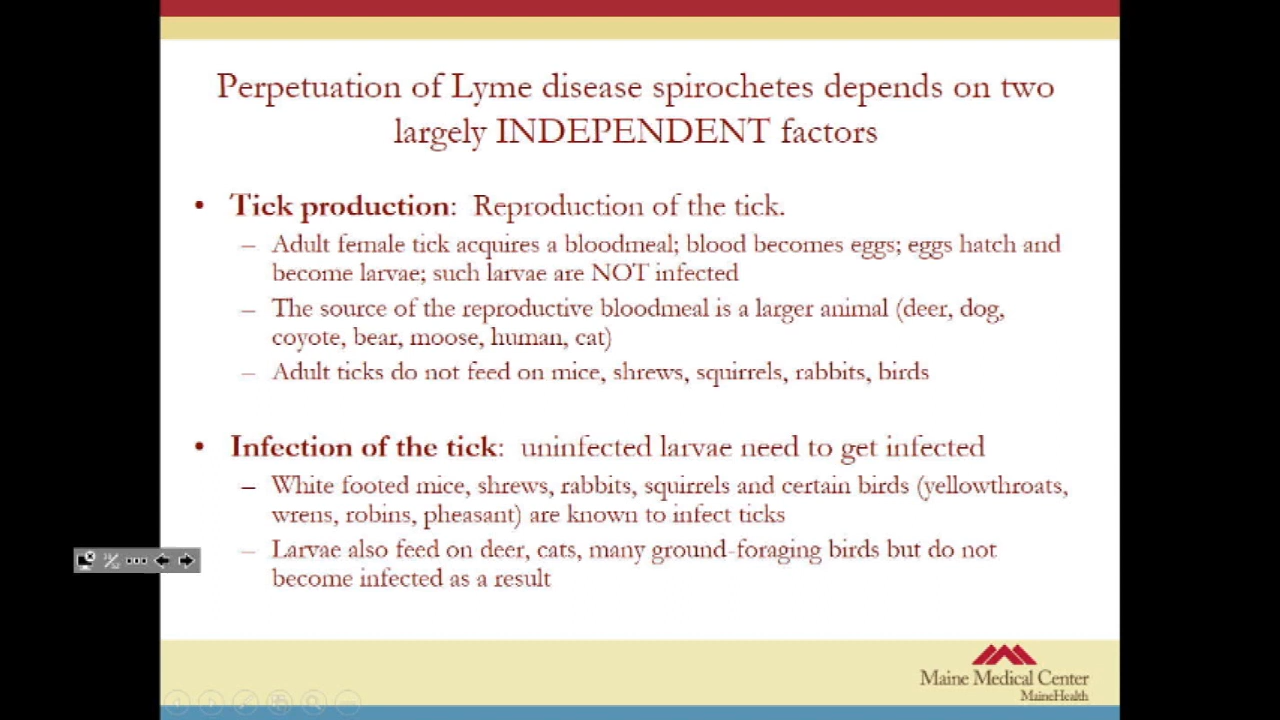 Perpetuation of Lyme disease spirochetes depends on two
largely INDEPENDENT factors
• Tick production: Reproduction of the tick.
– Adult female tick acquires a bloodmeal; blood becomes eggs; eggs hatch and
become larvae; such larvae are NOT infected
– The source of the reproductive bloodmeal is a larger animal (deer, dog,
coyote, bear, moose, human, cat)
– Adult ticks do not feed on mice, shrews, squirrels, rabbits, birds
• Infection of the tick: uninfected larvae need to get infected
– White footed mice, shrews, rabbits, squirrels and certain birds (yellowthroats,
wrens, robins, pheasant) are known to infect ticks
– Larvae also feed on deer, cats, many ground-foraging birds but do not
become infected as a result
Maine Medical Center
MaineHealth